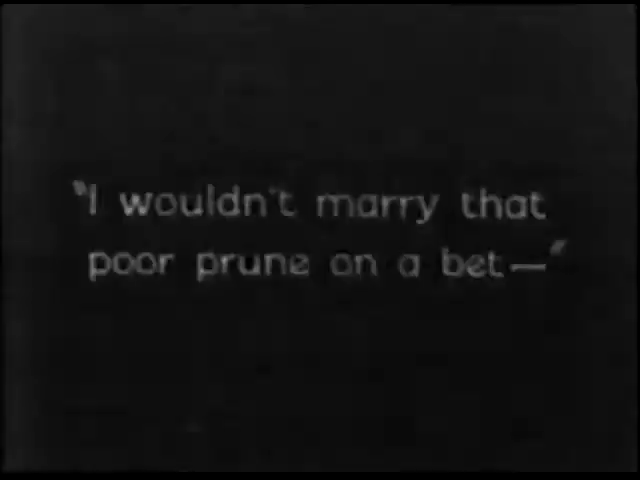 "I wouldn't marry that
poor prune on a bet—"